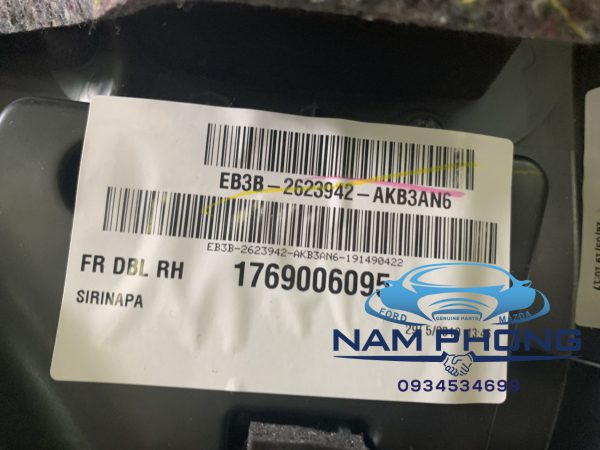 EB3B-2623942-AKB3AN6
EB3B-2623942-AKB3AN6-191490422
FR DBL RH 1769006095
SIRINAPA
FORD GENUINE PARTS MAZDA
NAM PHONG
0934534699